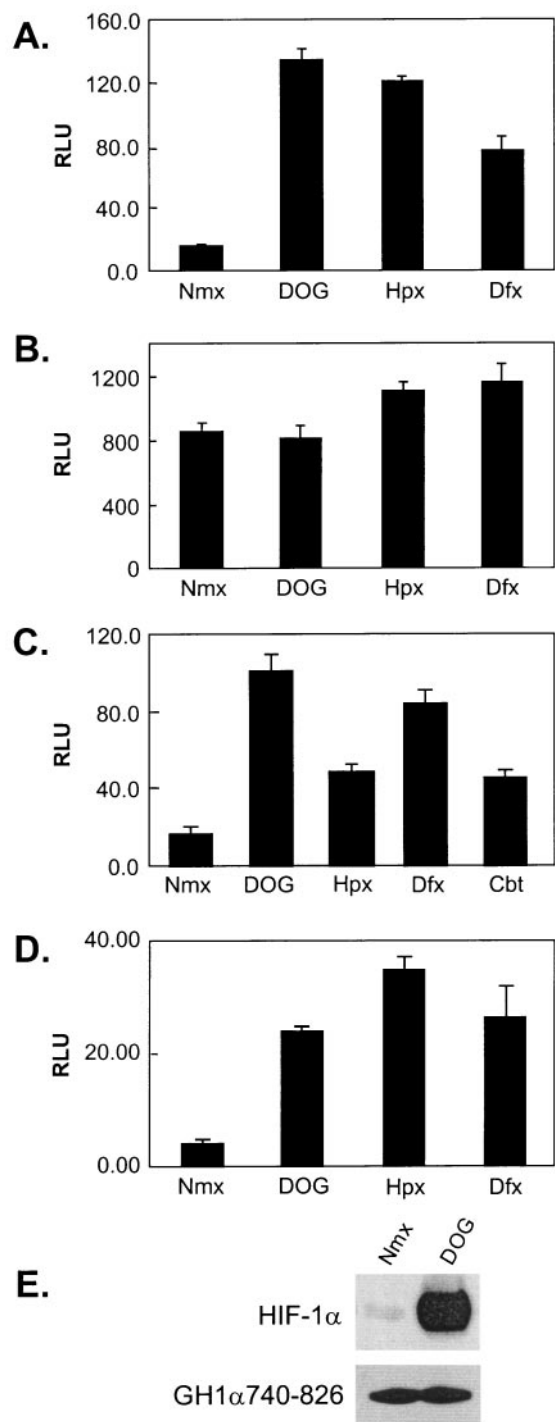 A.
160.0
120.0
80.0
40.0
0.0
RLU
Nmx DOG Hpx Dfx
B.
1200
800
400
0
RLU
Nmx DOG Hpx Dfx
C.
120.0
80.0
40.0
0.0
RLU
Nmx DOG Hpx Dfx Cbt
D.
40.00
20.00
0.00
RLU
Nmx DOG Hpx Dfx
E.
Nmx DOG
HIF-1α
GH1α740-826